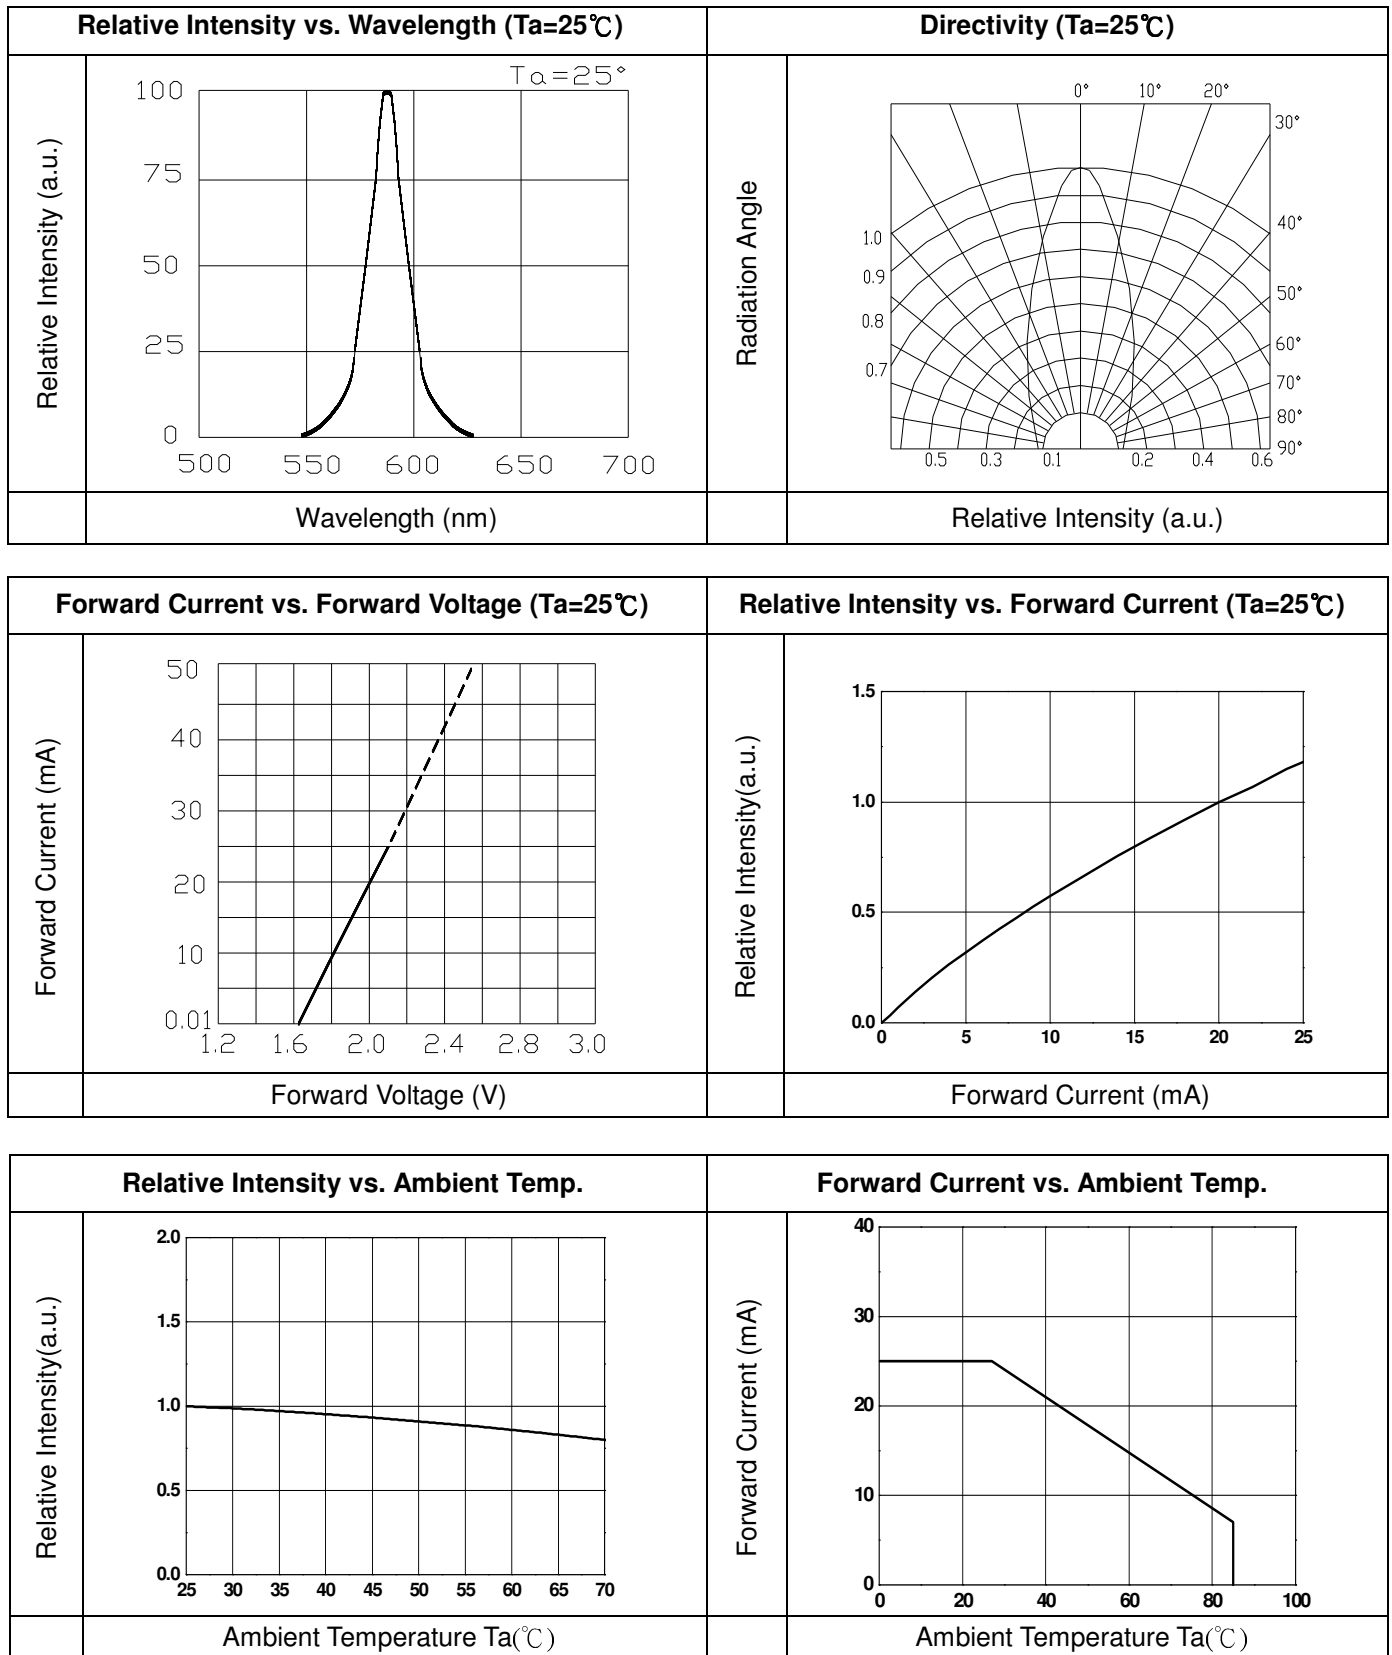 Relative Intensity vs. Wavelength (Ta=25℃)
Directivity (Ta=25℃)
Relative Intensity (a.u.)
Ta=25°
100
75
50
25
0
500 550 600 650 700
Wavelength (nm)
Radiation Angle
0° 10° 20°
30°
40°
50°
60°
70°
80°
90°
1.0
0.9
0.8
0.7
0.5 0.3 0.1 0.2 0.4 0.6
Relative Intensity (a.u.)
Forward Current vs. Forward Voltage (Ta=25℃)
Relative Intensity vs. Forward Current (Ta=25℃)
Forward Current (mA)
50
40
30
20
10
0.01
1.2 1.6 2.0 2.4 2.8 3.0
Forward Voltage (V)
Relative Intensity(a.u.)
1.5
1.0
0.5
0.0
0 5 10 15 20 25
Forward Current (mA)
Relative Intensity vs. Ambient Temp.
Forward Current vs. Ambient Temp.
Relative Intensity(a.u.)
2.0
1.5
1.0
0.5
0.0
25 30 35 40 45 50 55 60 65 70
Ambient Temperature Ta(℃)
Forward Current (mA)
40
30
20
10
0
0 20 40 60 80 100
Ambient Temperature Ta(℃)